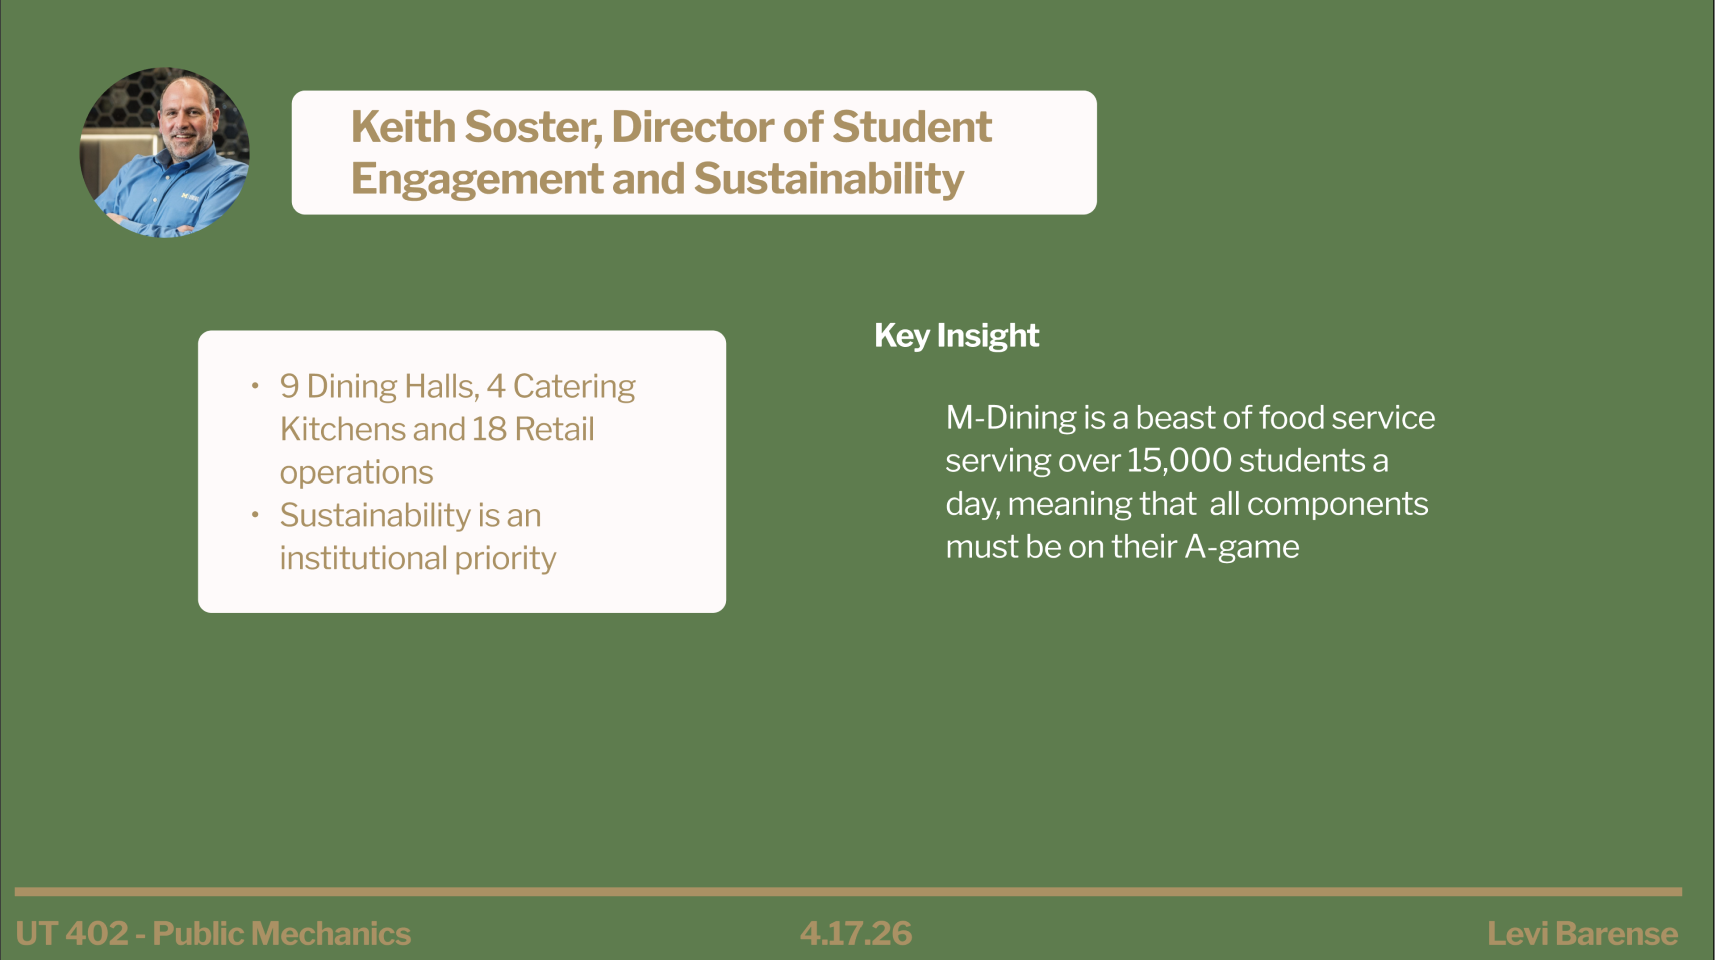 Keith Soster, Director of Student
Engagement and Sustainability
• 9 Dining Halls, 4 Catering
Kitchens and 18 Retail
operations
• Sustainability is an
institutional priority
Key Insight
M-Dining is a beast of food service
serving over 15,000 students a
day, meaning that  all components
must be on their A-game
UT 402 - Public Mechanics
4.17.26
Levi Barense